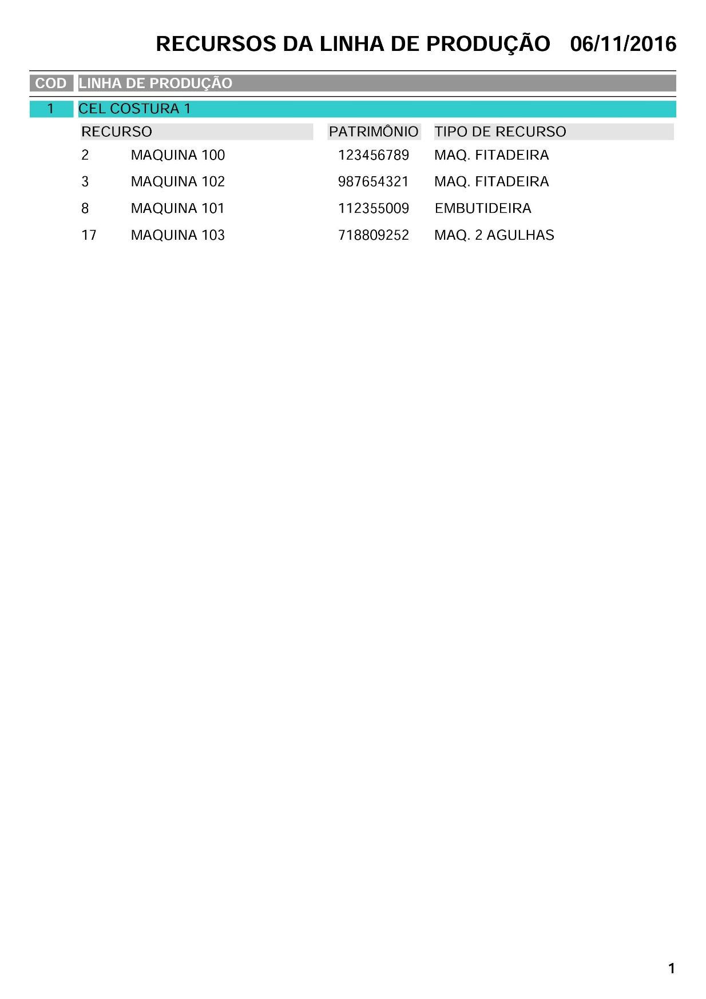 RECURSOS DA LINHA DE PRODUÇÃO 06/11/2016
COD LINHA DE PRODUÇÃO
1 CEL COSTURA 1
RECURSO PATRIMÔNIO TIPO DE RECURSO
2 MAQUINA 100 123456789 MAQ. FITADEIRA
3 MAQUINA 102 987654321 MAQ. FITADEIRA
8 MAQUINA 101 112355009 EMBUTIDEIRA
17 MAQUINA 103 718809252 MAQ. 2 AGULHAS
1